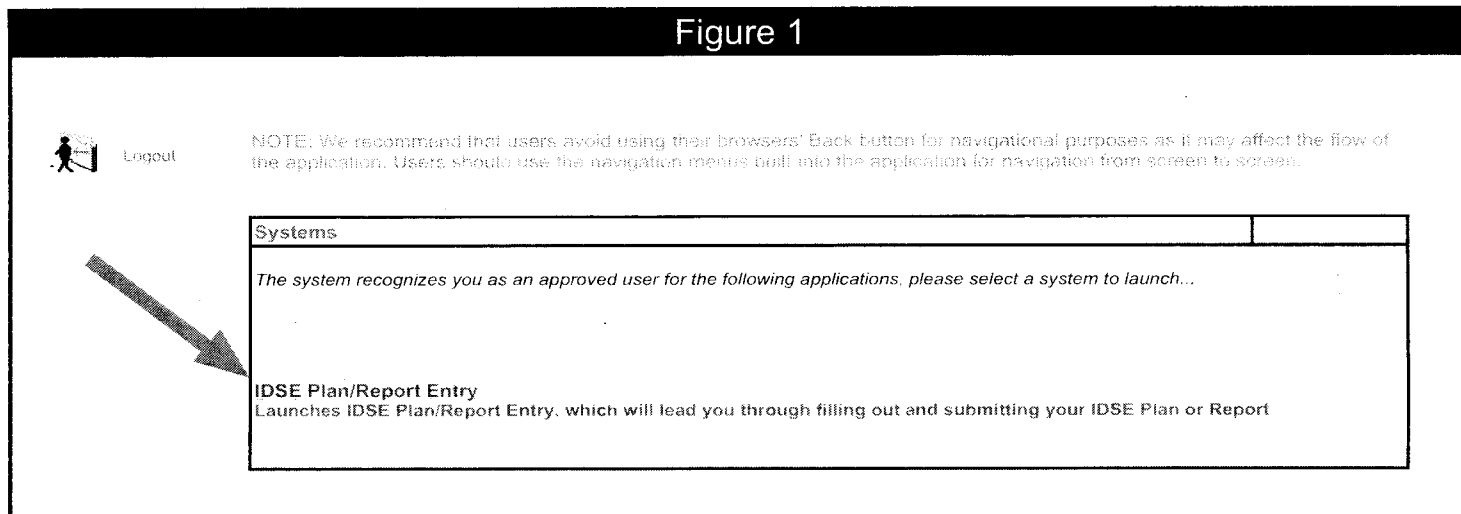 Figure 1
Logout
NOTE: We recommend that users avoid using their browsers' Back button for navigational purposes as it may affect the flow of
the application. Users should use the navigation menus built into the application for navigation from screen to screen.
Systems
The system recognizes you as an approved user for the following applications, please select a system to launch...
IDSE Plan/Report Entry
Launches IDSE Plan/Report Entry, which will lead you through filling out and submitting your IDSE Plan or Report